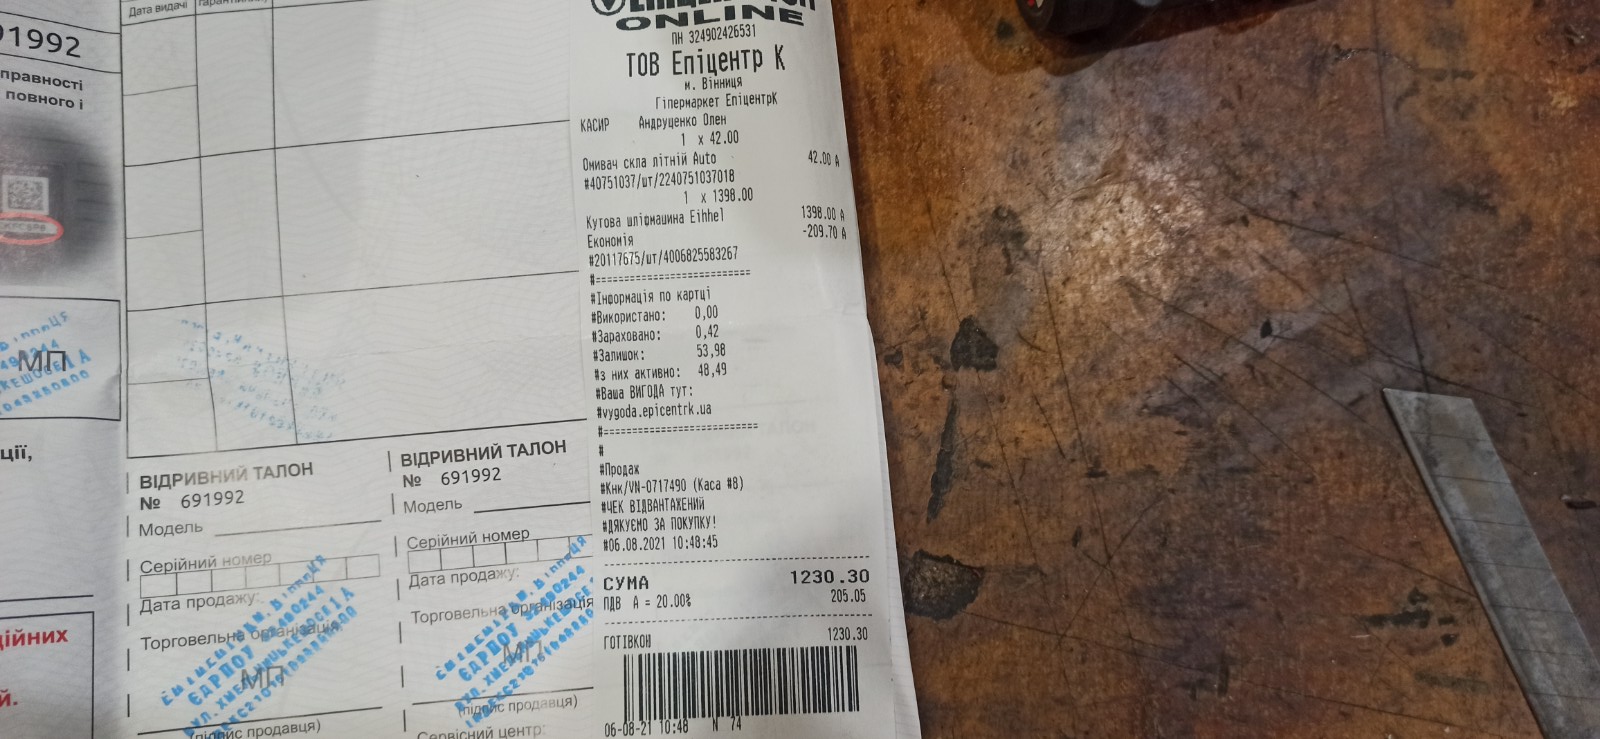 91992
правності
повного і
МП
ції,
ційних
й.
Дата видачі
ВІДРИВНИЙ ТАЛОН
№ 691992
Модель
Серійний номер
Дата продажу:
Торговельна організація
МП
(підпис продавця)
ВІДРИВНИЙ ТАЛОН
№ 691992
Модель
Серійний номер
Дата продажу:
Торговельна організація
МП
(підпис продавця)
Сервісний центр:
ONLINE
ПН 324902426531
ТОВ Епіцентр К
м. Вінниця
Гіпермаркет ЕпіцентрК
КАСИР Андруценко Олен
1 x 42.00
Омивач скла літній Auto 42.00 А
#40751037/шт/2240751037018
1 x 1398.00
Кутова шліфмашина Eihhel 1398.00 А
Економія -209.70 А
#20117675/шт/4006825583267
#==========================
#Інформація по картці
#Використано: 0,00
#Зараховано: 0,42
#Залишок: 53,98
#з них активно: 48,49
#Ваша ВИГОДА тут:
#vygoda.epicentrk.ua
#==========================
#
#Продаж
#Кнк/VN-0717490 (Каса #8)
#ЧЕК ВІДВАНТАЖЕНИЙ
#ДЯКУЄМО ЗА ПОКУПКУ!
#06.08.2021 10:48:45
СУМА 1230.30
ПДВ А = 20.00% 205.05
ГОТІВКОЮ 1230.30
06-08-21 10:48 N 74